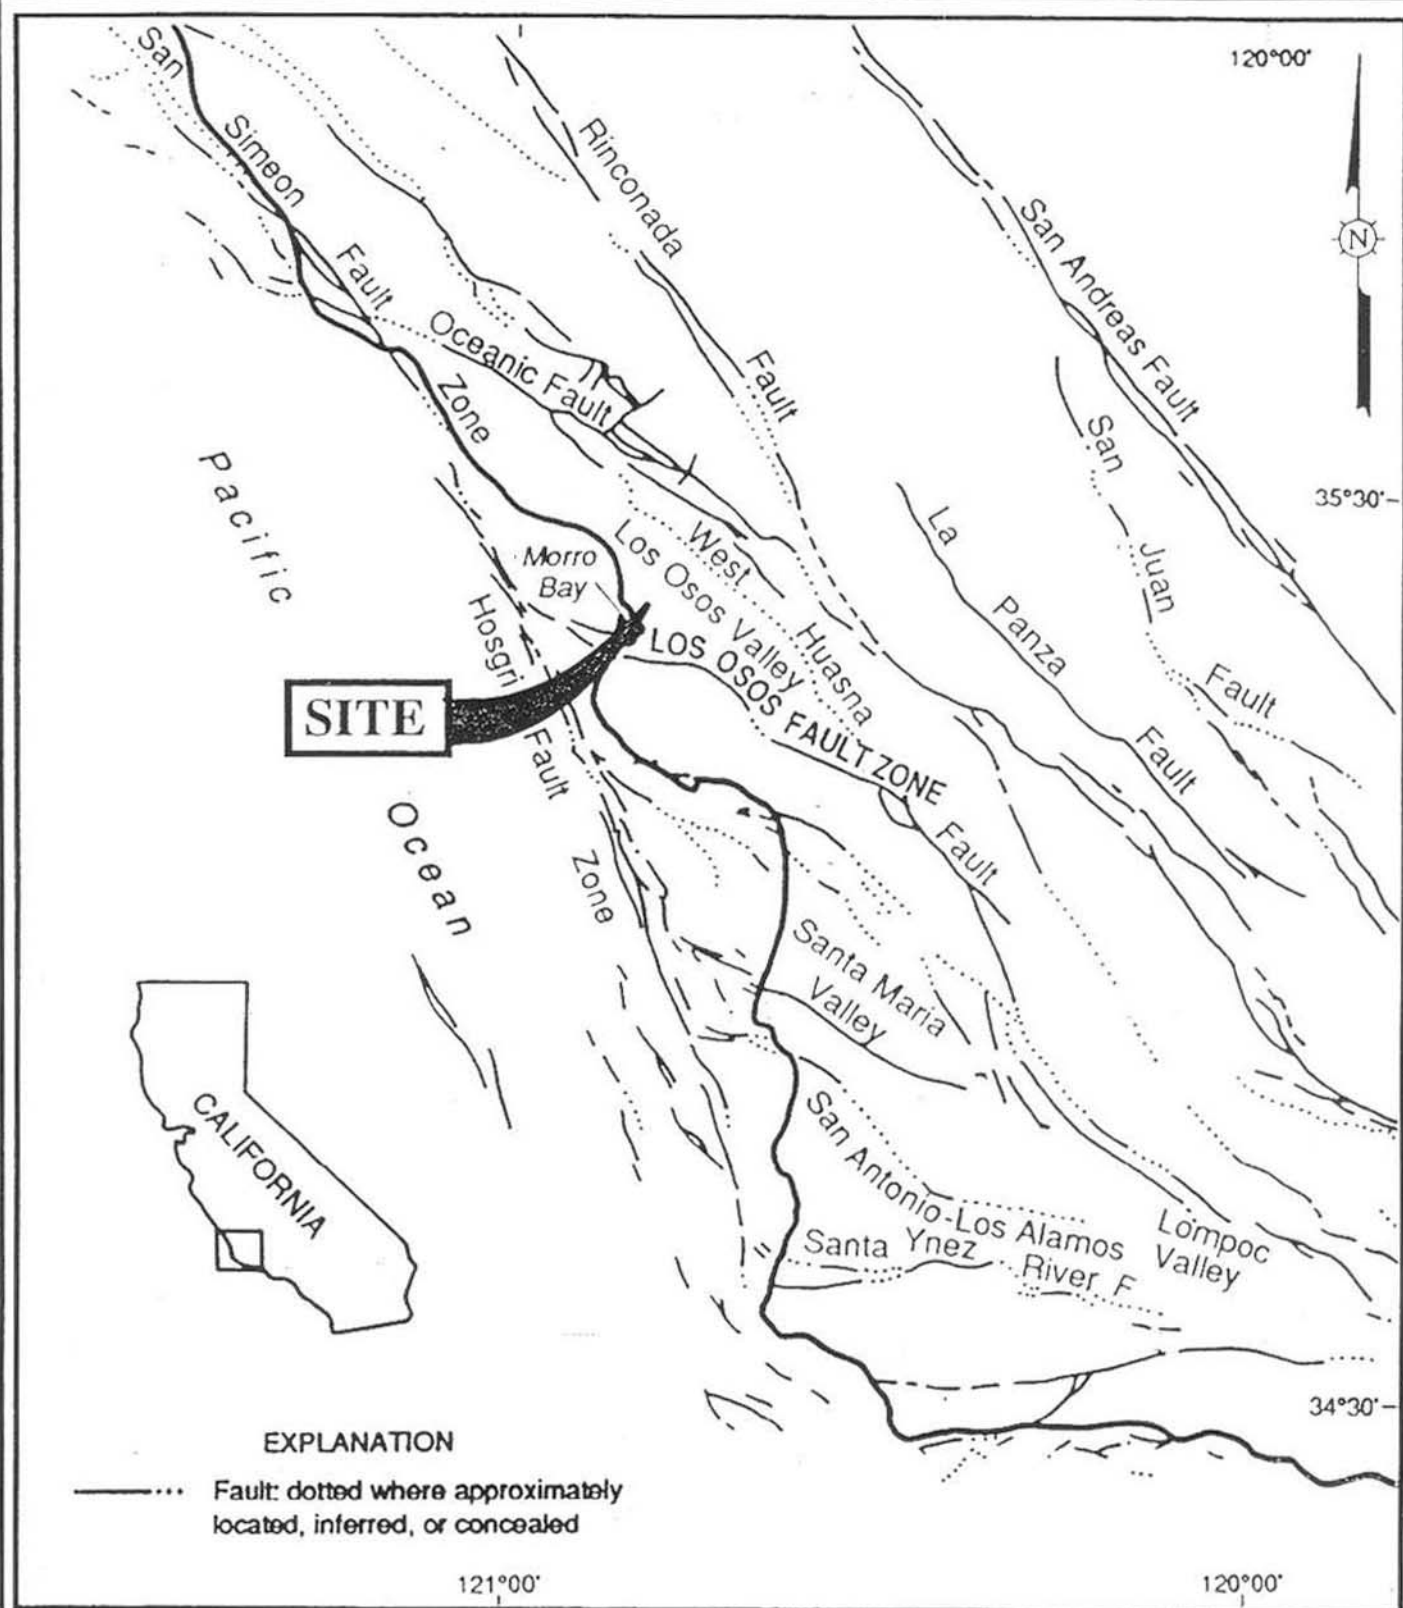 120°00'
N
San
Simeon
Fault
Zone
Rinconada
Fault
San Andreas Fault
Oceanic Fault
San
Juan
Fault
35°30'
La
Panza
Fault
Pacific
Ocean
Morro
Bay
West
Huasna
Fault
Los Osos Valley
LOS OSOS FAULT ZONE
Hosgri
Fault
Zone
SITE
Santa Maria
Valley
CALIFORNIA
San Antonio-Los Alamos
Lompoc
Valley
Santa Ynez
River F
34°30'
EXPLANATION
Fault: dotted where approximately
located, inferred, or concealed
121°00'
120°00'